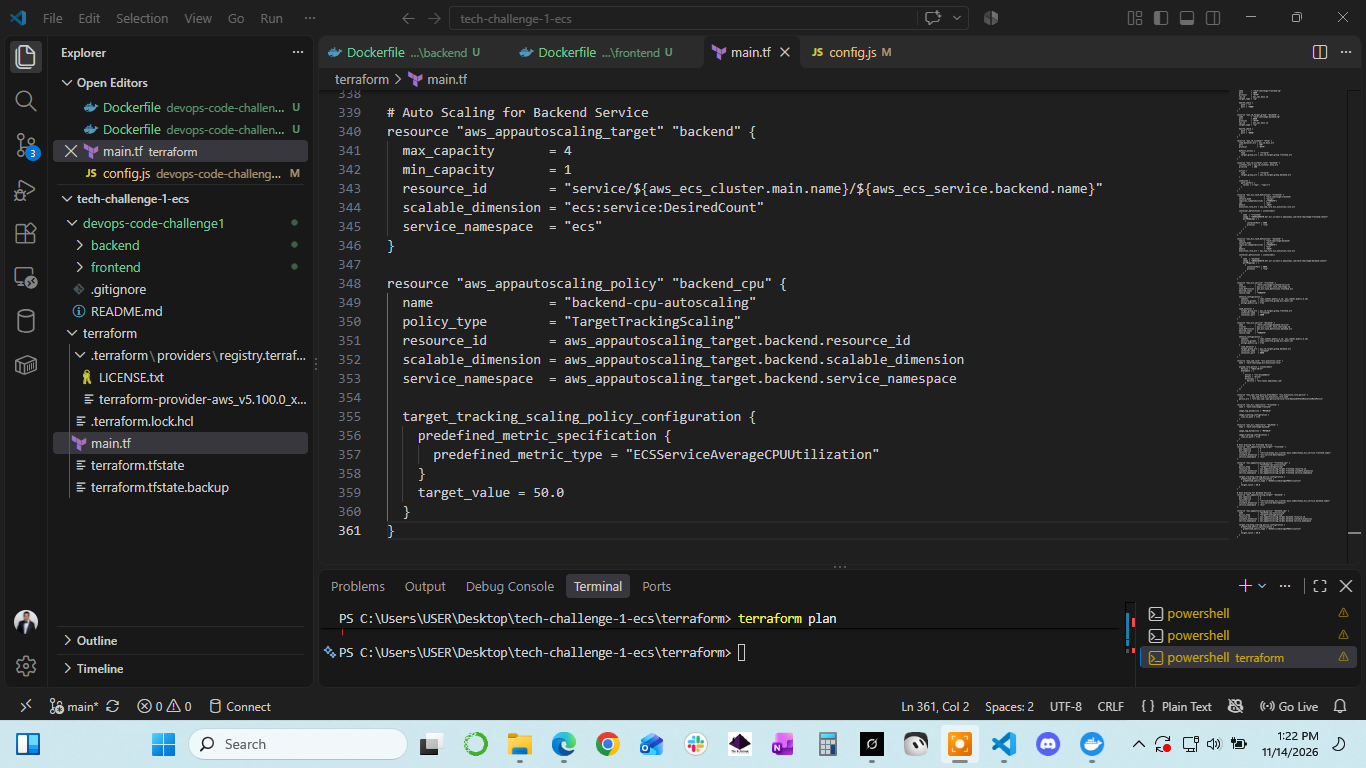 File Edit Selection View Go Run ···
tech-challenge-1-ecs
Explorer
Open Editors
Dockerfile devops-code-challen... U
Dockerfile devops-code-challen... U
main.tf terraform
JS config.js devops-code-challeng... M
tech-challenge-1-ecs
devops-code-challenge1
backend
frontend
.gitignore
README.md
terraform
.terraform\providers\registry.terraf...
LICENSE.txt
terraform-provider-aws_v5.100.0_x...
.terraform.lock.hcl
main.tf
terraform.tfstate
terraform.tfstate.backup
Outline
Timeline
3
Dockerfile ...\backend U
Dockerfile ...\frontend U
main.tf
JS config.js M
terraform > main.tf
338
339 # Auto Scaling for Backend Service
340 resource "aws_appautoscaling_target" "backend" {
341 max_capacity = 4
342 min_capacity = 1
343 resource_id = "service/${aws_ecs_cluster.main.name}/${aws_ecs_service.backend.name}"
344 scalable_dimension = "ecs:service:DesiredCount"
345 service_namespace = "ecs"
346 }
347
348 resource "aws_appautoscaling_policy" "backend_cpu" {
349 name = "backend-cpu-autoscaling"
350 policy_type = "TargetTrackingScaling"
351 resource_id = aws_appautoscaling_target.backend.resource_id
352 scalable_dimension = aws_appautoscaling_target.backend.scalable_dimension
353 service_namespace = aws_appautoscaling_target.backend.service_namespace
354
355 target_tracking_scaling_policy_configuration {
356 predefined_metric_specification {
357 predefined_metric_type = "ECSServiceAverageCPUUtilization"
358 }
359 target_value = 50.0
360 }
361 }
Problems Output Debug Console Terminal Ports
PS C:\Users\USER\Desktop\tech-challenge-1-ecs\terraform> terraform plan
PS C:\Users\USER\Desktop\tech-challenge-1-ecs\terraform>
powershell
powershell
powershell terraform
main* 0 0 Connect
Ln 361, Col 2 Spaces: 2 UTF-8 CRLF { } Plain Text Go Live
Search
1:22 PM
11/14/2026